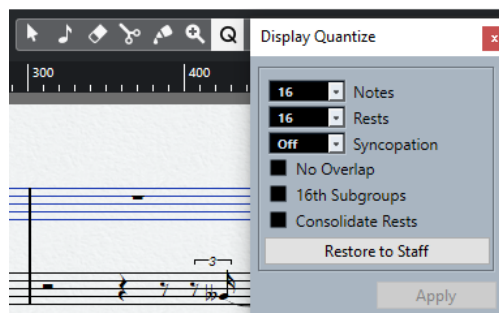 Q
Display Quantize
x
300
400
16 Notes
16 Rests
Off Syncopation
No Overlap
16th Subgroups
Consolidate Rests
Restore to Staff
3
Apply